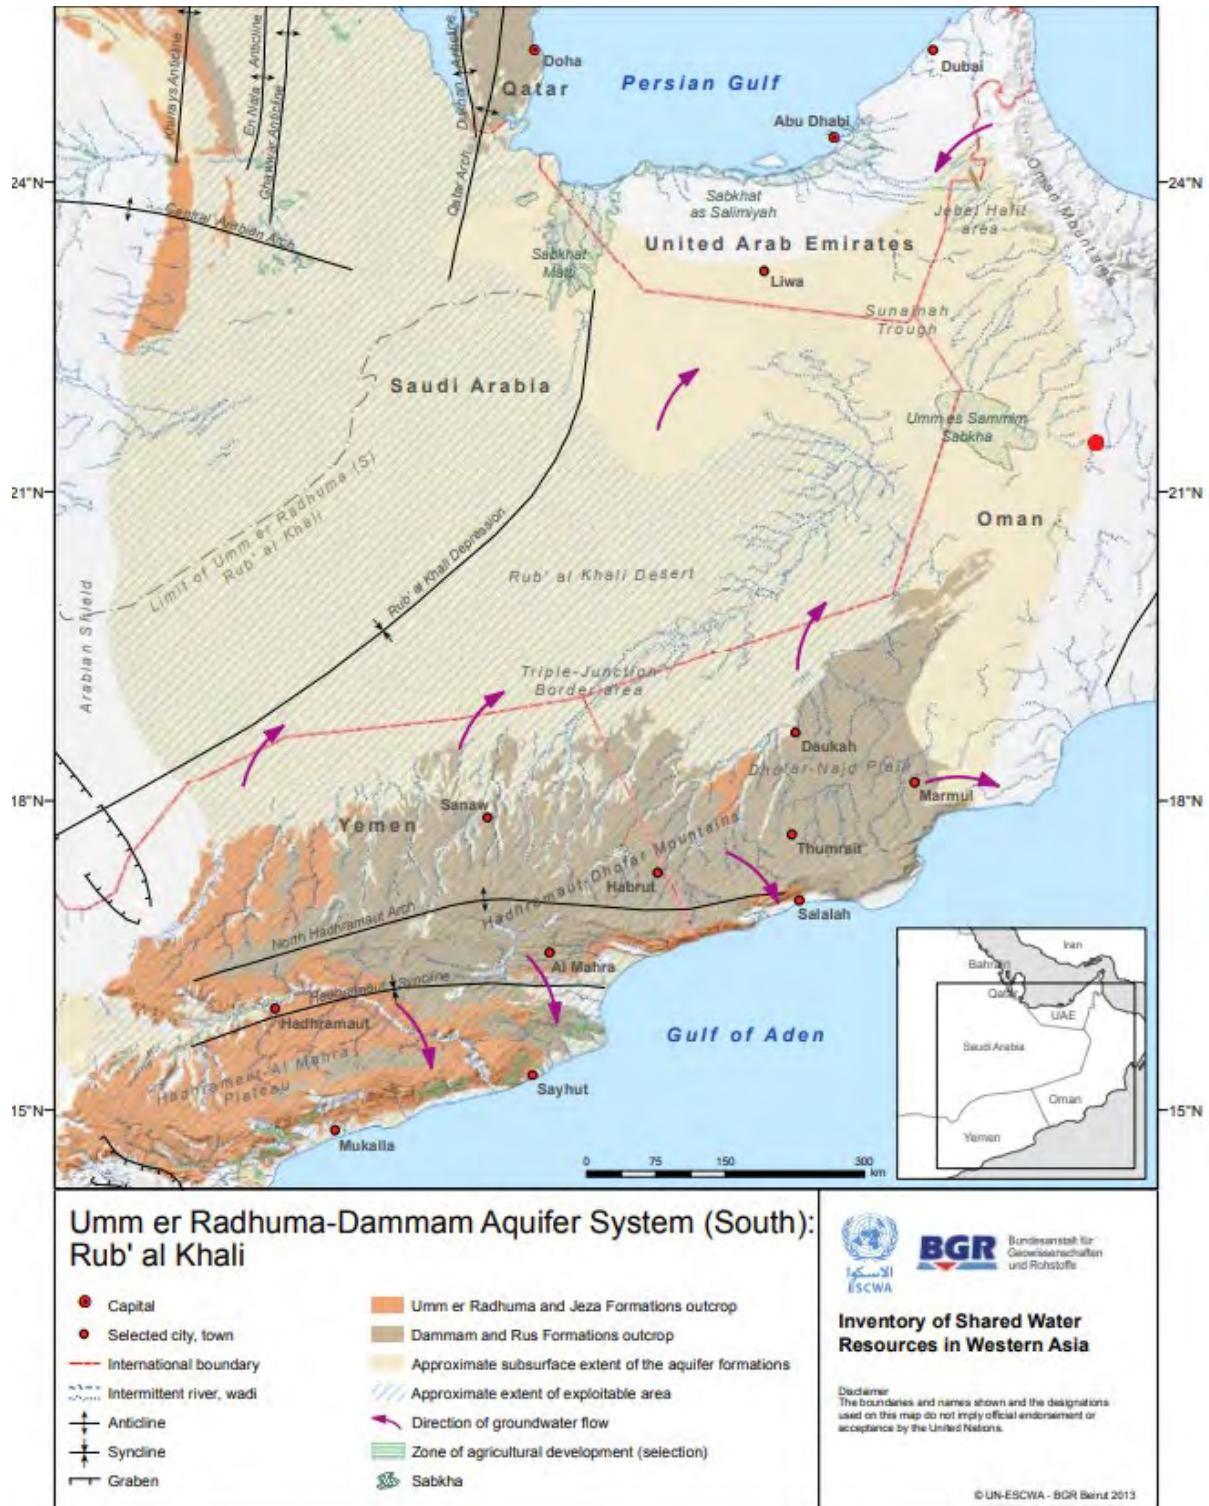 Khurays Anticline
En Nala Anticline
Ghawwar Anticline
Dukhan Anticline
Doha
Qatar
Persian Gulf
Dubai
Abu Dhabi
24°N
24°N
Central Arabian Arch
Qatar Arch
Sabkhat
as Salimiyah
Oman Mountains
Jebel Hafit
area
United Arab Emirates
Sabkhat
Matti
Liwa
Sunainah
Trough
Saudi Arabia
Umm es Sammim
Sabkha
21°N
21°N
Limit of Umm er Radhuma (S)
Rub' al Khali
Rub' al Khali Depression
Oman
Rub' al Khali Desert
Arabian Shield
Triple-Junction
Border area
Daukah
Dhofar-Najd Plain
Marmul
18°N
18°N
Sanaw
Yemen
Thumrait
Hadhramaut-Dhofar Mountains
Habrut
Salalah
North Hadhramaut Arch
Al Mahra
Hadhramaut Syncline
Hadhramaut
Gulf of Aden
Hadhramaut-Al Mahra
Plateau
Sayhut
15°N
15°N
Mukalla
0 75 150 300
km
Iran
Bahrain
Qatar
UAE
Saudi Arabia
Oman
Yemen
Umm er Radhuma-Dammam Aquifer System (South):
Rub' al Khali
Capital
Selected city, town
International boundary
Intermittent river, wadi
Anticline
Syncline
Graben
Umm er Radhuma and Jeza Formations outcrop
Dammam and Rus Formations outcrop
Approximate subsurface extent of the aquifer formations
Approximate extent of exploitable area
Direction of groundwater flow
Zone of agricultural development (selection)
Sabkha
الاسكوا
ESCWA
BGR
Bundesanstalt für
Geowissenschaften
und Rohstoffe
Inventory of Shared Water
Resources in Western Asia
Disclaimer
The boundaries and names shown and the designations
used on this map do not imply official endorsement or
acceptance by the United Nations.
© UN-ESCWA - BGR Beirut 2013